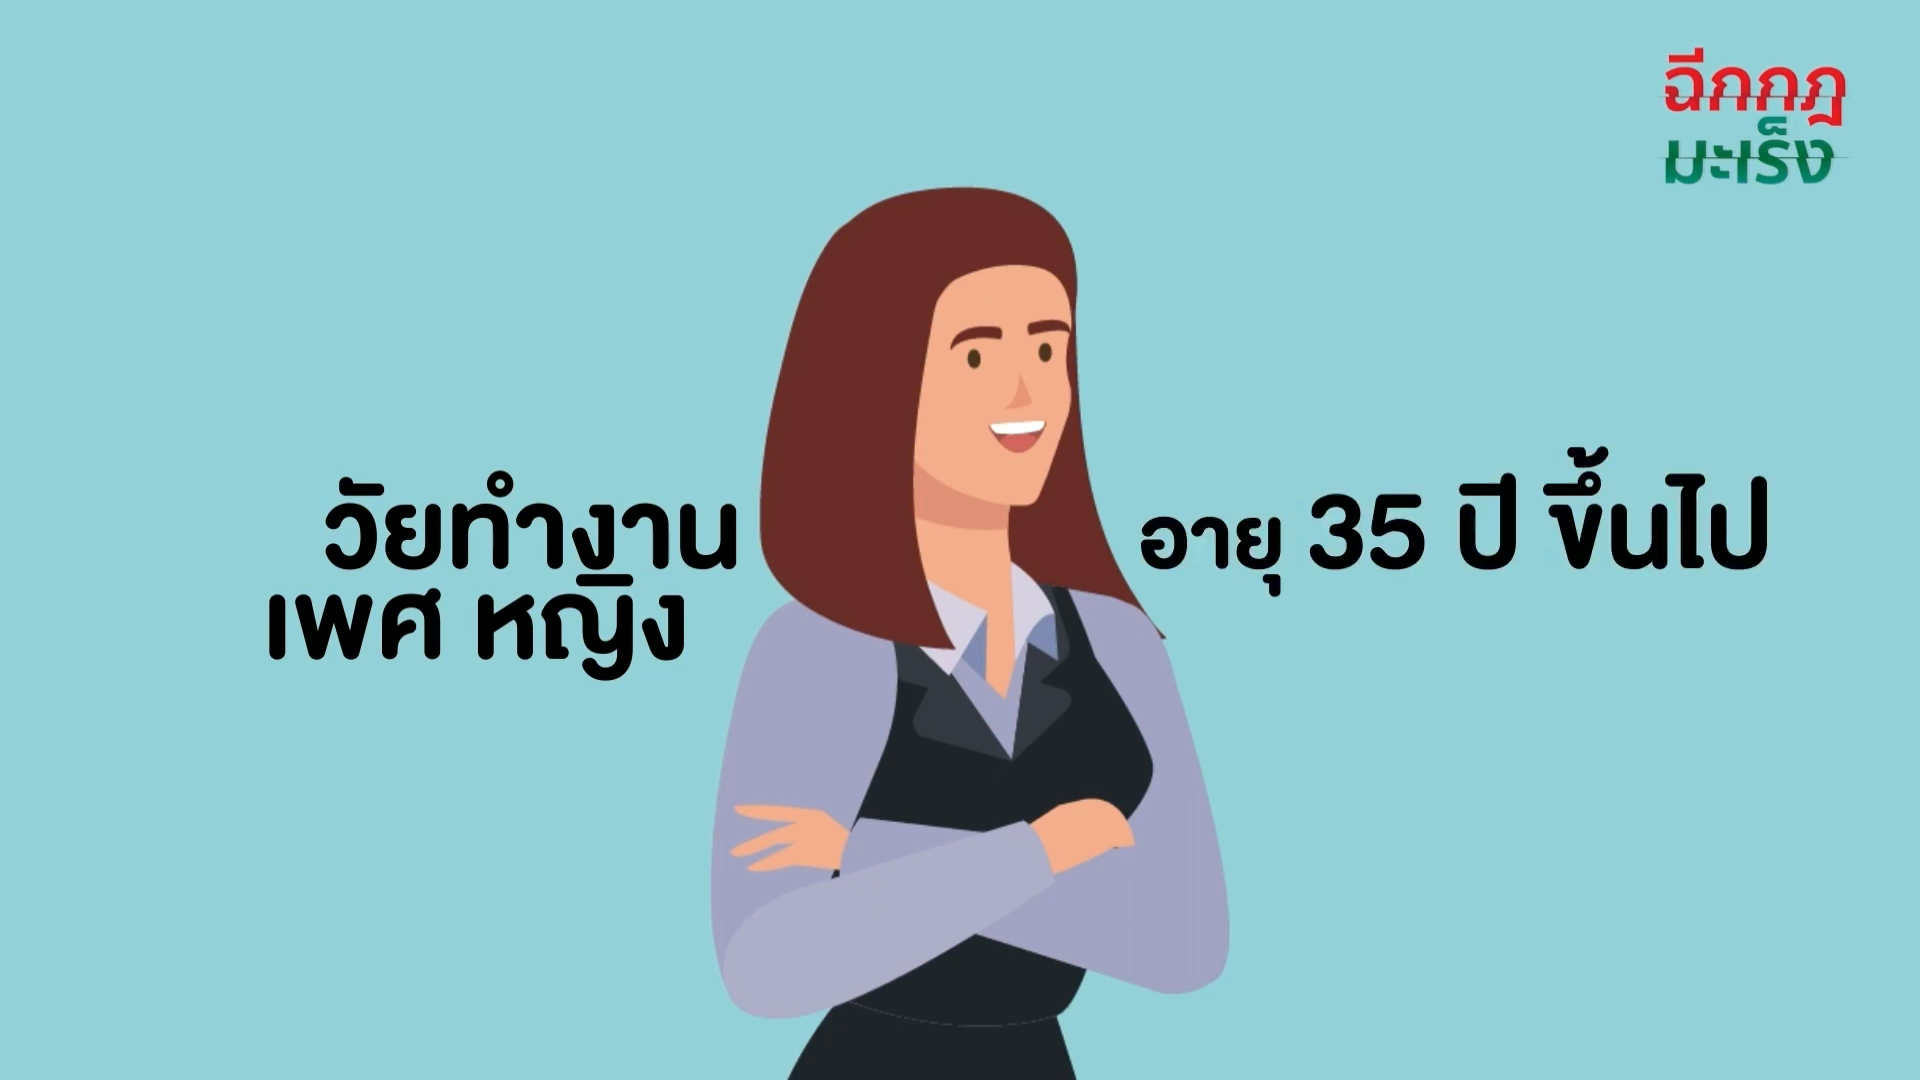 ฉีกกฎ
มะเร็ง
วัยทำงาน
เพศ หญิง
อายุ 35 ปี ขึ้นไป